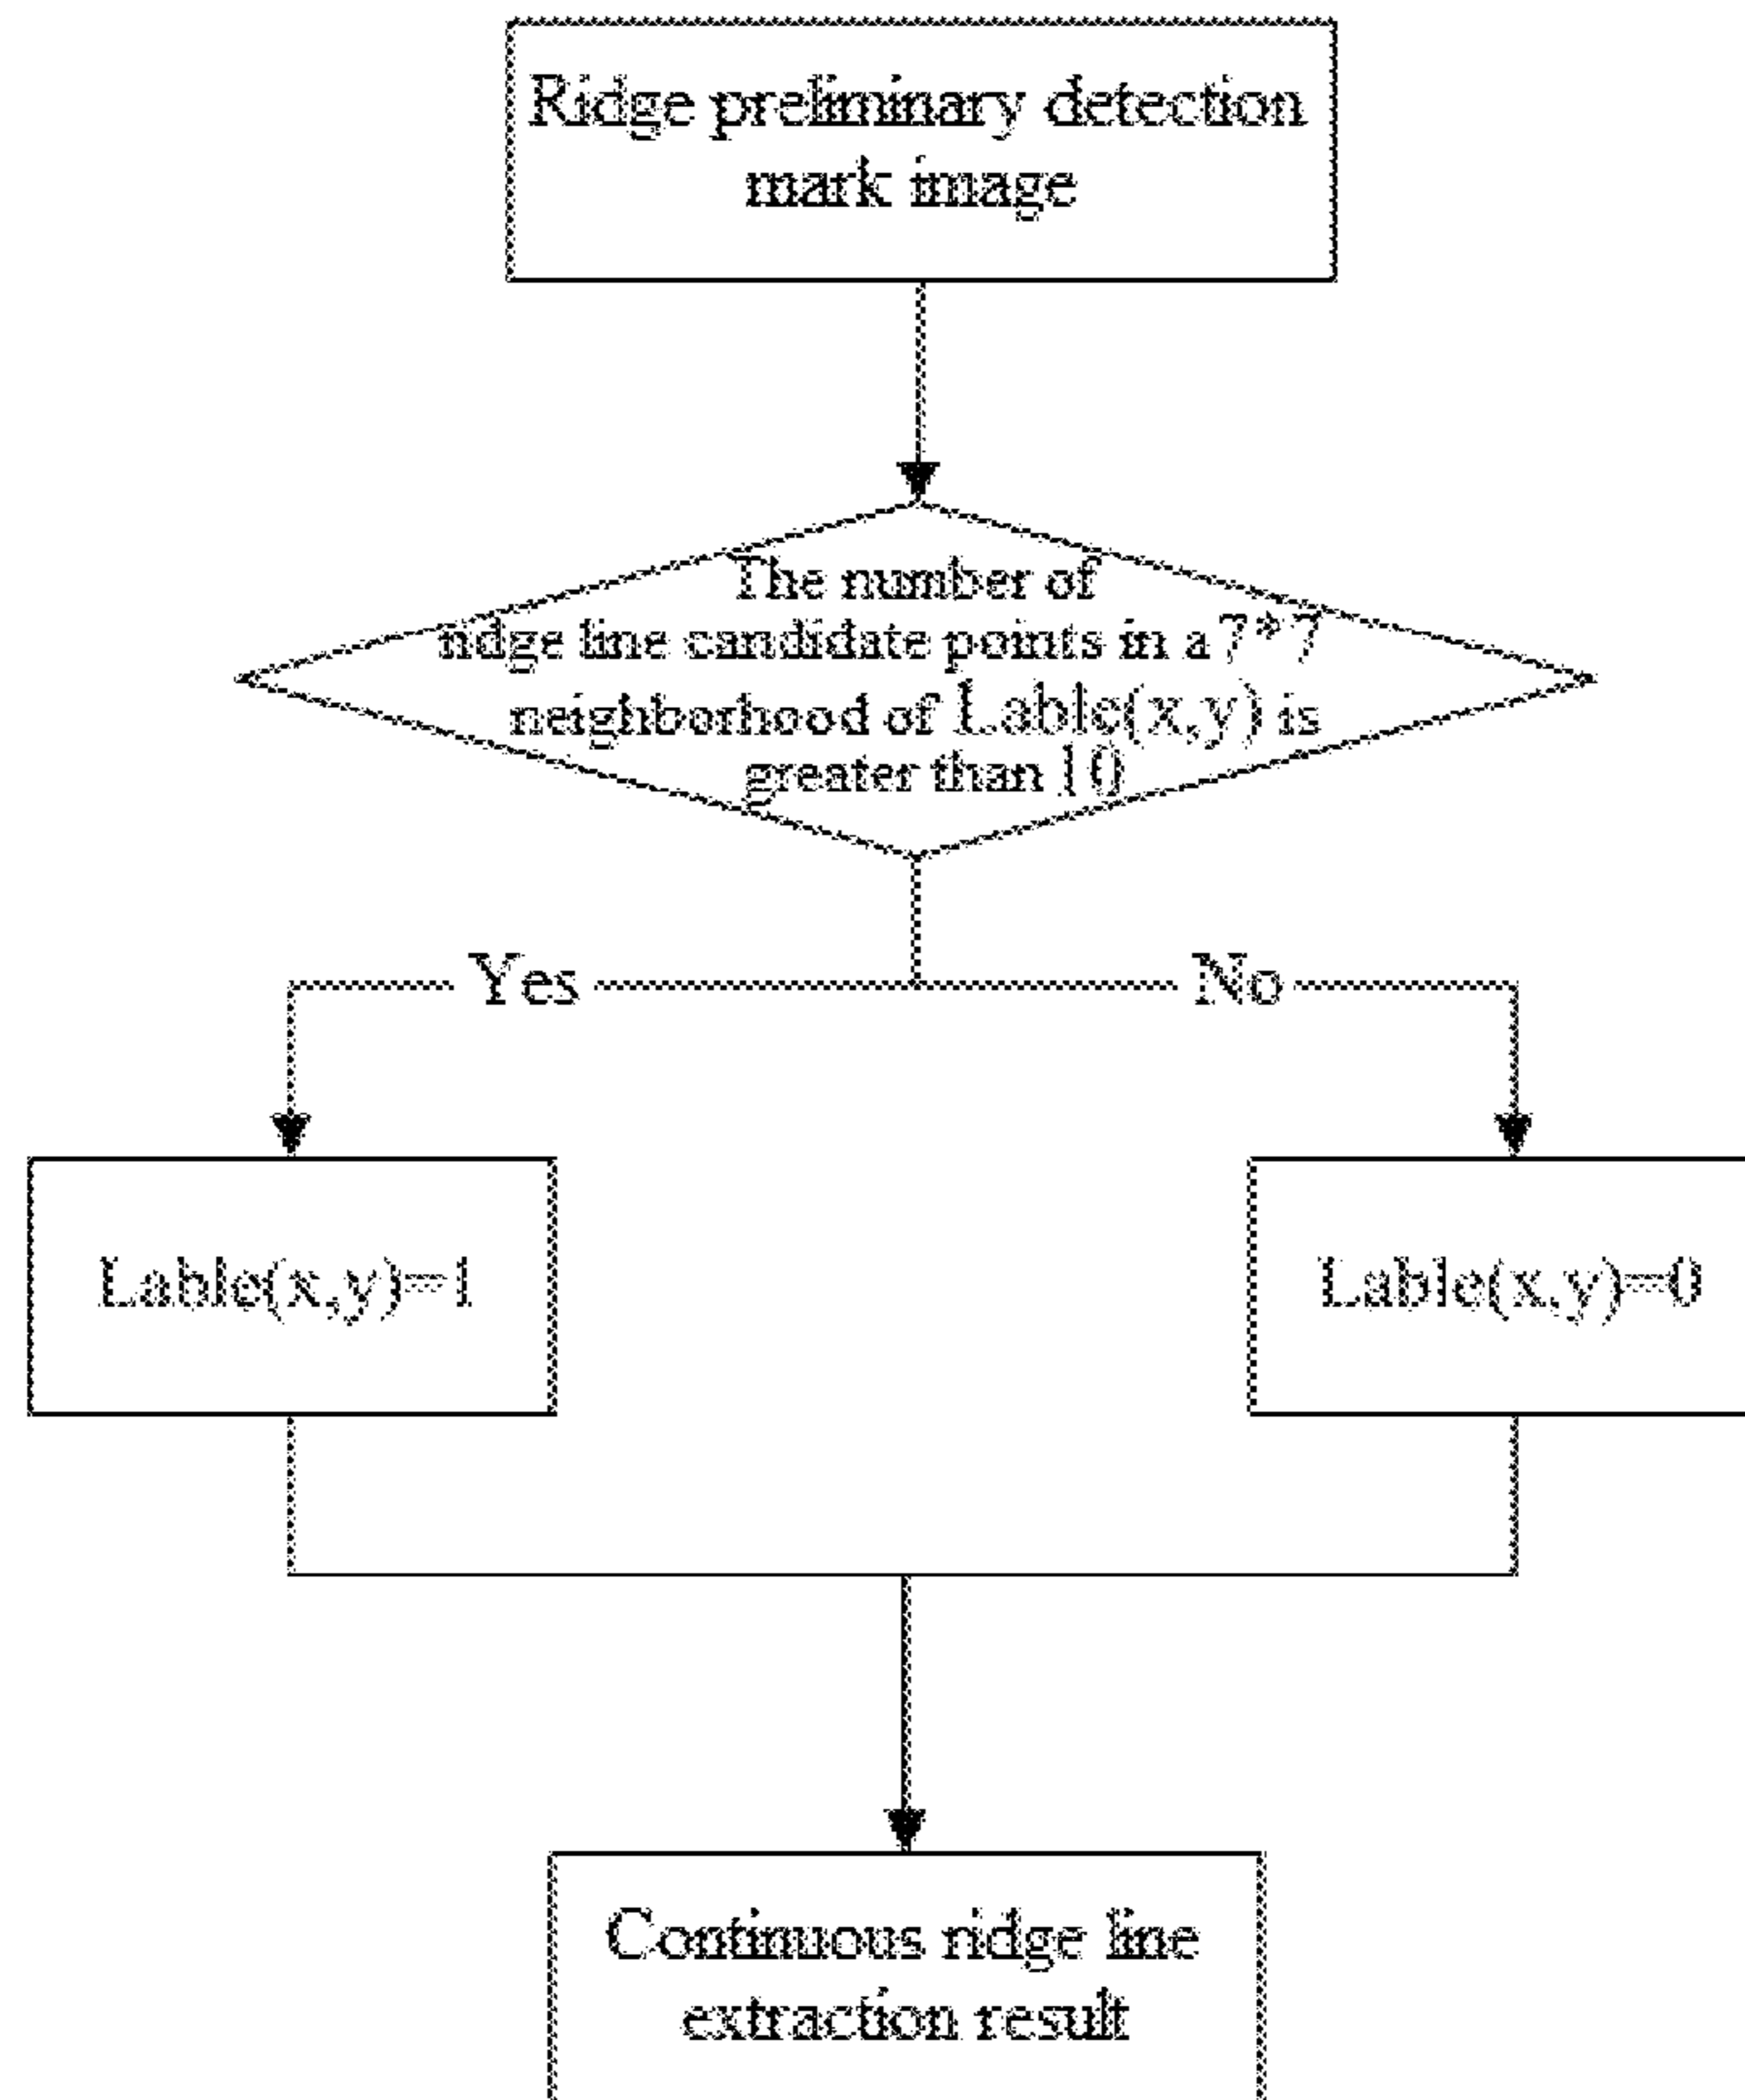 Ridge preliminary detection
mark image
The number of
ridge line candidate points in a 7*7
neighborhood of Lable(x,y) is
greater than 10
Yes
No
Lable(x,y)=1
Lable(x,y)=0
Continuous ridge line
extraction result